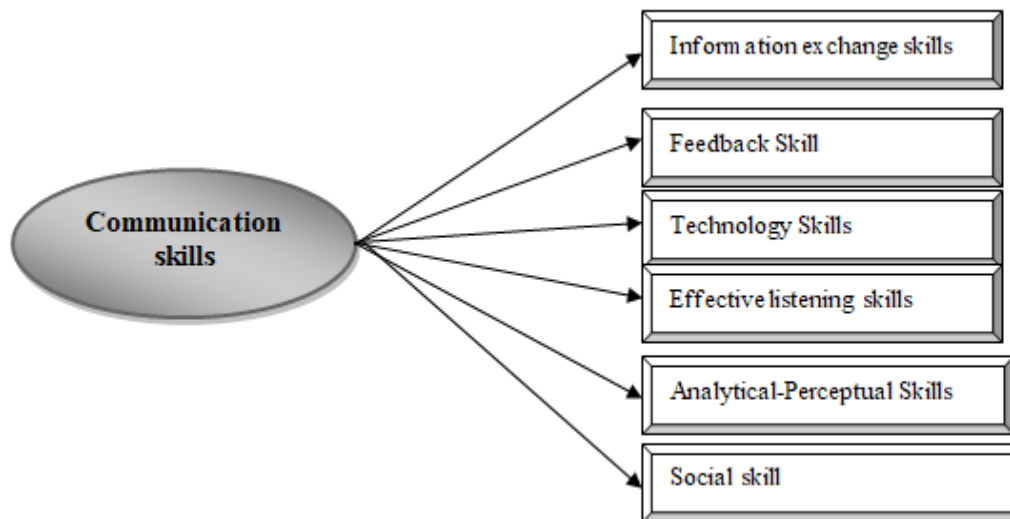 Communication
skills
Information exchange skills
Feedback Skill
Technology Skills
Effective listening skills
Analytical-Perceptual Skills
Social skill